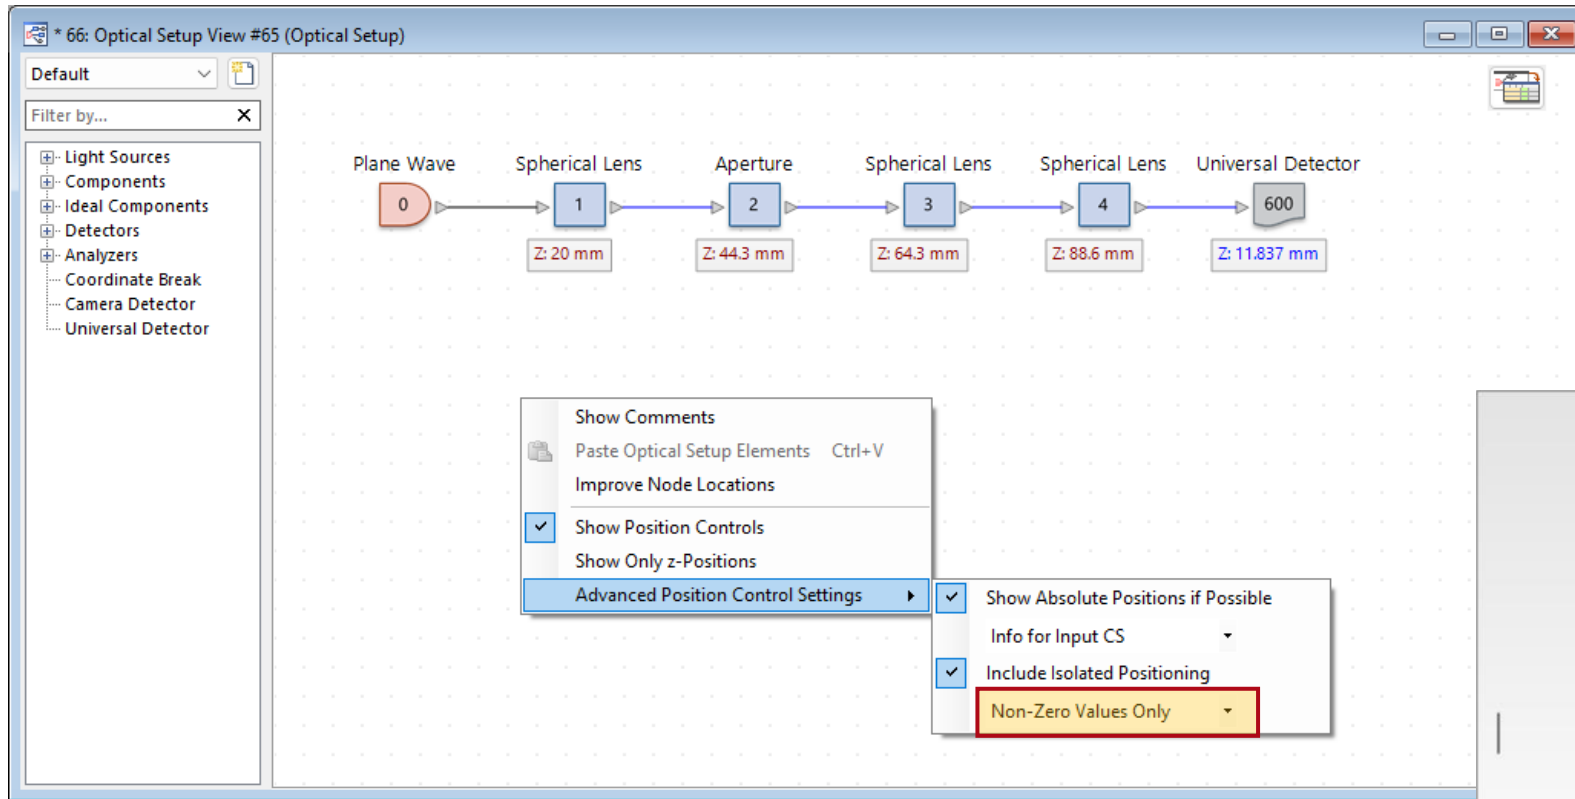 * 66: Optical Setup View #65 (Optical Setup)
Default
Filter by...
Light Sources
Components
Ideal Components
Detectors
Analyzers
Coordinate Break
Camera Detector
Universal Detector
Plane Wave
Spherical Lens
Aperture
Spherical Lens
Spherical Lens
Universal Detector
0
1
2
3
4
600
Z: 20 mm
Z: 44.3 mm
Z: 64.3 mm
Z: 88.6 mm
Z: 11.837 mm
Show Comments
Paste Optical Setup Elements Ctrl+V
Improve Node Locations
Show Position Controls
Show Only z-Positions
Advanced Position Control Settings
Show Absolute Positions if Possible
Info for Input CS
Include Isolated Positioning
Non-Zero Values Only